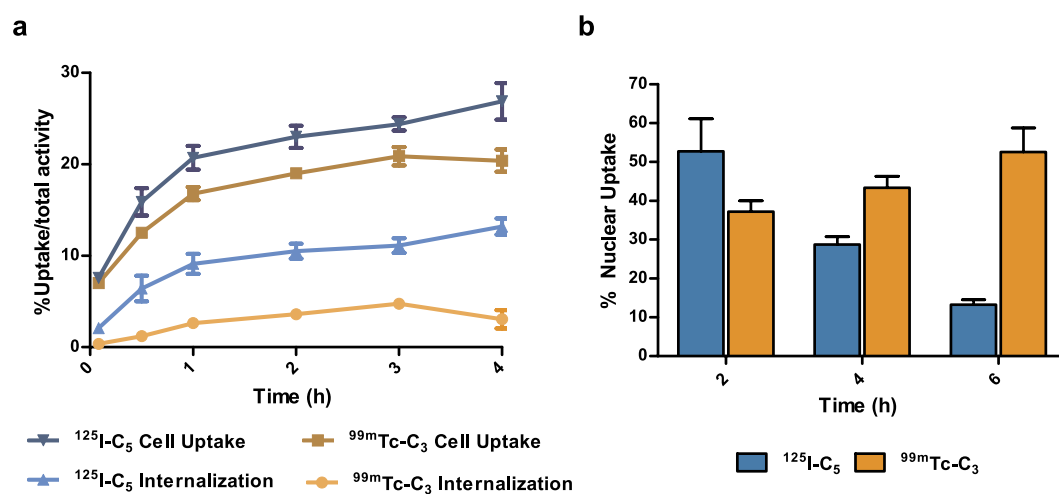 a
%Uptake/total activity
30
20
10
0
0 1 2 3 4
Time (h)
¹²⁵I-C₅ Cell Uptake
⁹⁹ᵐTc-C₃ Cell Uptake
¹²⁵I-C₅ Internalization
⁹⁹ᵐTc-C₃ Internalization
b
% Nuclear Uptake
70
60
50
40
30
20
10
0
2 4 6
Time (h)
¹²⁵I-C₅ ⁹⁹ᵐTc-C₃